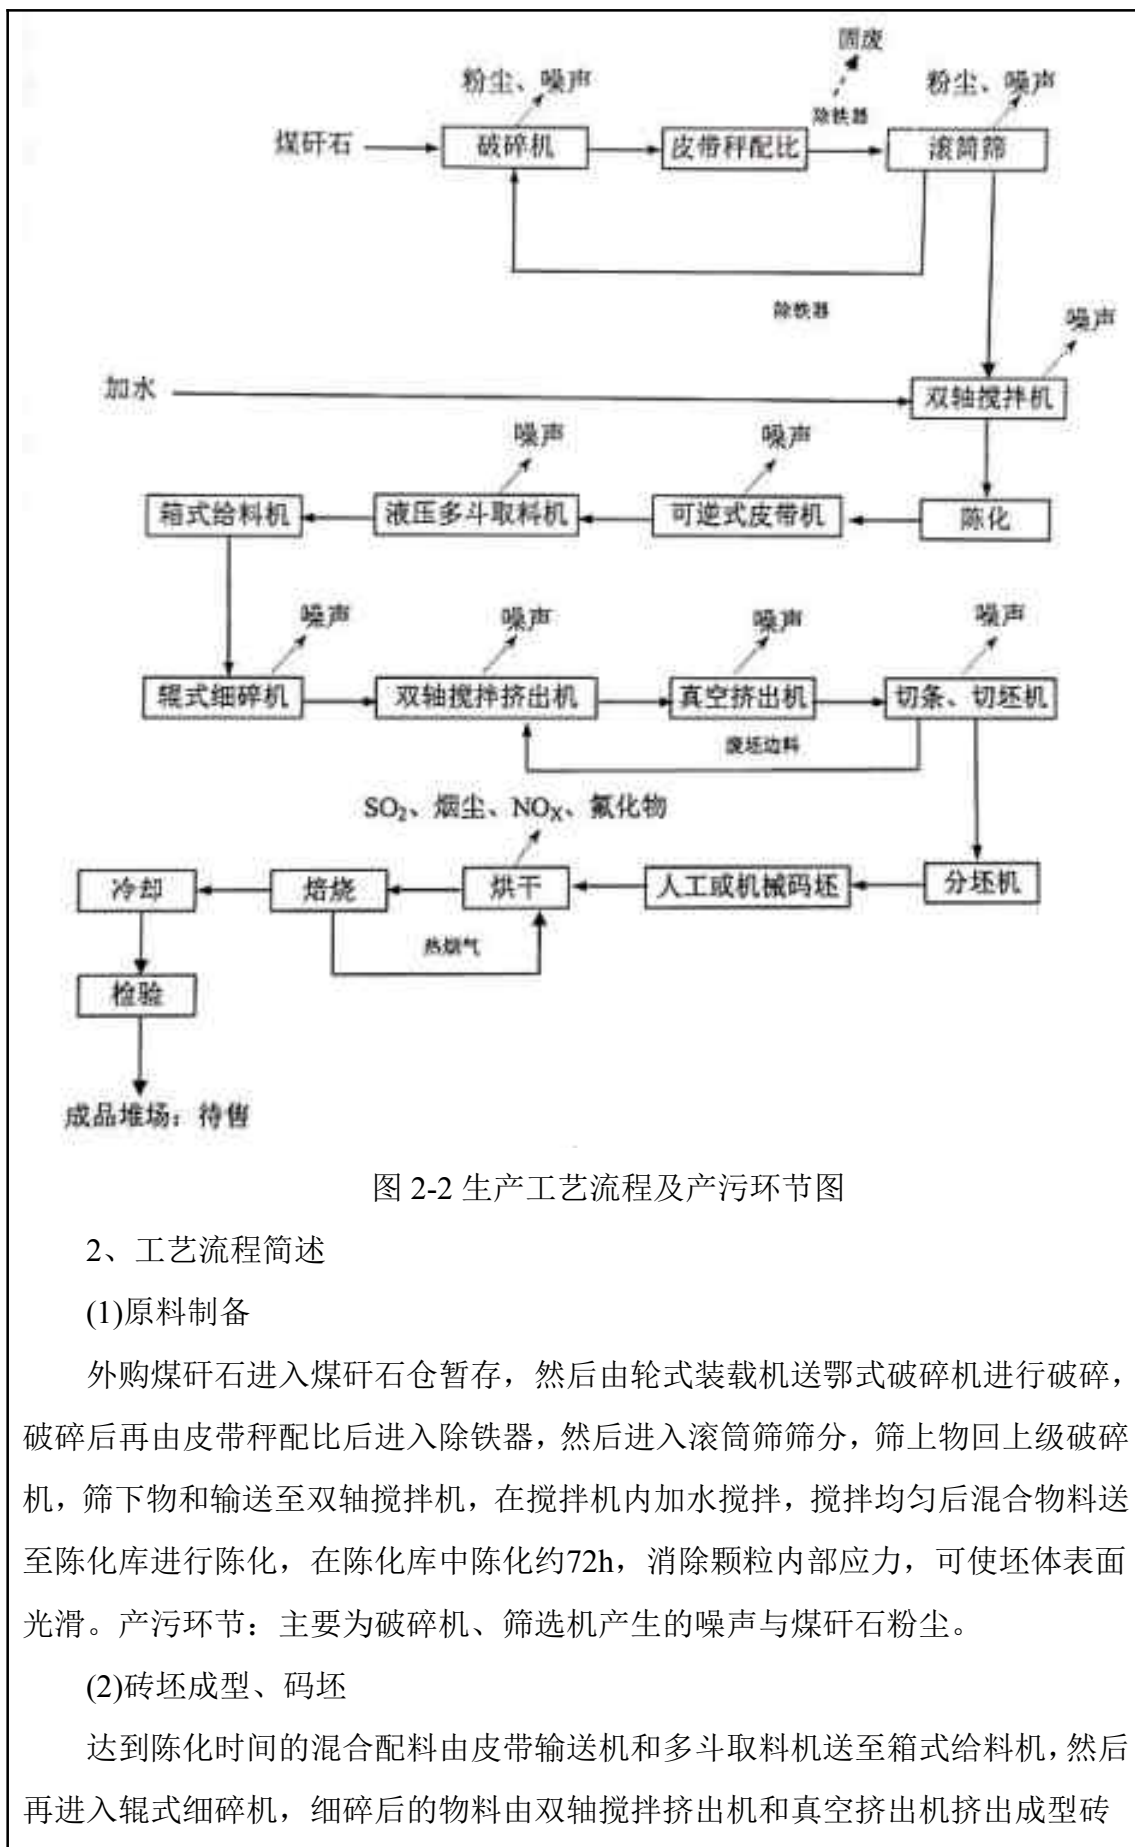 固废
粉尘、噪声
粉尘、噪声
除铁器
煤矸石
破碎机
皮带秤配比
滚筒筛
除铁器
噪声
加水
双轴搅拌机
噪声
噪声
箱式给料机
液压多斗取料机
可逆式皮带机
陈化
噪声
噪声
噪声
噪声
辊式细碎机
双轴搅拌挤出机
真空挤出机
切条、切坯机
废坯边料
SO₂、烟尘、NOX、氟化物
冷却
焙烧
烘干
人工或机械码坯
分坯机
热烟气
检验
成品堆场：待售
图 2-2 生产工艺流程及产污环节图
2、工艺流程简述
(1)原料制备
外购煤矸石进入煤矸石仓暂存，然后由轮式装载机送鄂式破碎机进行破碎，
破碎后再由皮带秤配比后进入除铁器，然后进入滚筒筛筛分，筛上物回上级破碎
机，筛下物和输送至双轴搅拌机，在搅拌机内加水搅拌，搅拌均匀后混合物料送
至陈化库进行陈化，在陈化库中陈化约72h，消除颗粒内部应力，可使坯体表面
光滑。产污环节：主要为破碎机、筛选机产生的噪声与煤矸石粉尘。
(2)砖坯成型、码坯
达到陈化时间的混合配料由皮带输送机和多斗取料机送至箱式给料机，然后
再进入辊式细碎机，细碎后的物料由双轴搅拌挤出机和真空挤出机挤出成型砖